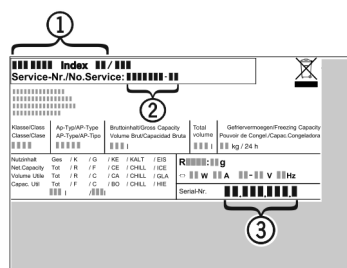 1
Index /
Service-Nr./No.Service: -
2
Klasse/Class Ap-Typ/AP-Type Bruttoinhalt/Gross Capacity Total Gefriervermoegen/Freezing Capacity
Classe/Clase AP-Type/AP-Tipo Volume Brut/Capacidad Bruta volume Pouvoir de Congel./Capac.Congeladora
l l kg / 24 h
Nutzinhalt Ges / K / G / KE / KALT / EIS
Net.Capacity Tot / R / F / CE / CHILL / ICE
Volume Utile Tot / R / C / CA / CHILL / GLA
Capac. Util Tot / F / C / BO / CHILL / HIE
l / l
R : g
W A - V Hz
Serial-Nr. . . .
3